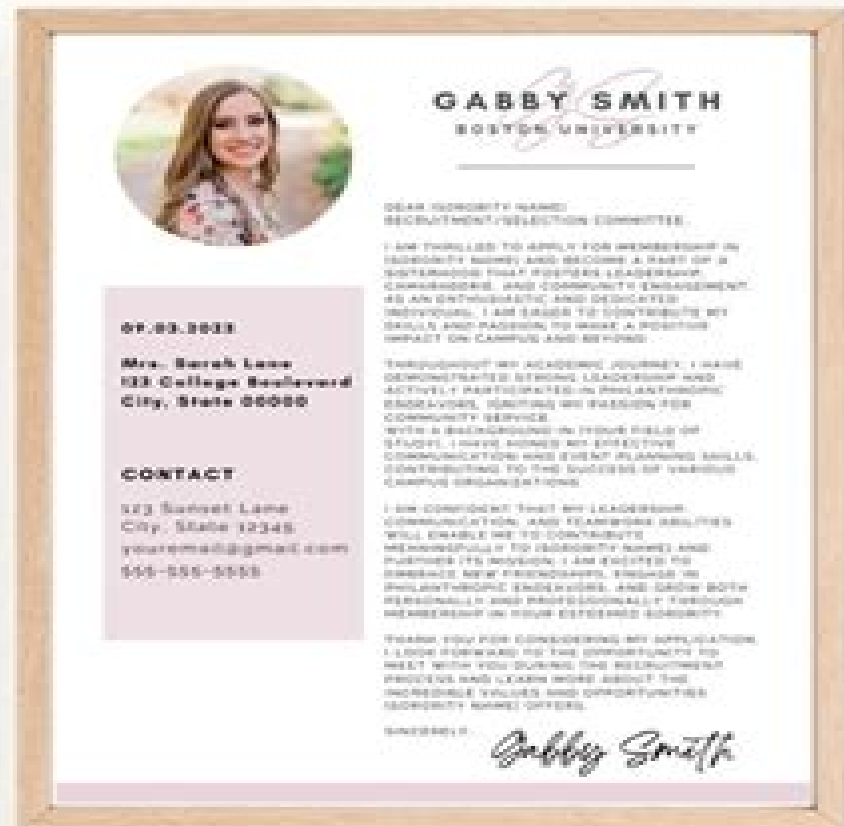 GABBY SMITH
BOSTON UNIVERSITY
09.03.2023
Mrs. Sarah Lane
123 College Boulevard
City, State 00000
CONTACT
123 Sunset Lane
City, State 12345
youremail@gmail.com
555-555-5555
DEAR (SORORITY NAME)
RECRUITMENT/SELECTION COMMITTEE,
I AM THRILLED TO APPLY FOR MEMBERSHIP IN
(SORORITY NAME) AND BECOME A PART OF A
SISTERHOOD THAT FOSTERS LEADERSHIP,
CAMARADERIE, AND COMMUNITY ENGAGEMENT.
AS AN ENTHUSIASTIC AND DEDICATED
INDIVIDUAL, I AM EAGER TO CONTRIBUTE MY
SKILLS AND PASSION TO MAKE A POSITIVE
IMPACT ON CAMPUS AND BEYOND.
THROUGHOUT MY ACADEMIC JOURNEY, I HAVE
DEMONSTRATED STRONG LEADERSHIP AND
ACTIVELY PARTICIPATED IN PHILANTHROPIC
ENDEAVORS, IGNITING MY PASSION FOR
COMMUNITY SERVICE.
WITH A BACKGROUND IN (YOUR FIELD OF
STUDY), I HAVE HONED MY EFFECTIVE
COMMUNICATION AND EVENT PLANNING SKILLS,
CONTRIBUTING TO THE SUCCESS OF VARIOUS
CAMPUS ORGANIZATIONS.
I AM CONFIDENT THAT MY LEADERSHIP,
COMMUNICATION, AND TEAMWORK ABILITIES
WILL ENABLE ME TO CONTRIBUTE
MEANINGFULLY TO (SORORITY NAME) AND
FURTHER ITS MISSION. I AM EXCITED TO
EMBRACE NEW FRIENDSHIPS, ENGAGE IN
PHILANTHROPIC ENDEAVORS, AND GROW BOTH
PERSONALLY AND PROFESSIONALLY THROUGH
MEMBERSHIP IN YOUR ESTEEMED SORORITY.
THANK YOU FOR CONSIDERING MY APPLICATION.
I LOOK FORWARD TO THE OPPORTUNITY TO
MEET WITH YOU DURING THE RECRUITMENT
PROCESS AND LEARN MORE ABOUT THE
INCREDIBLE VALUES AND OPPORTUNITIES
(SORORITY NAME) OFFERS.
SINCERELY,
Gabby Smith